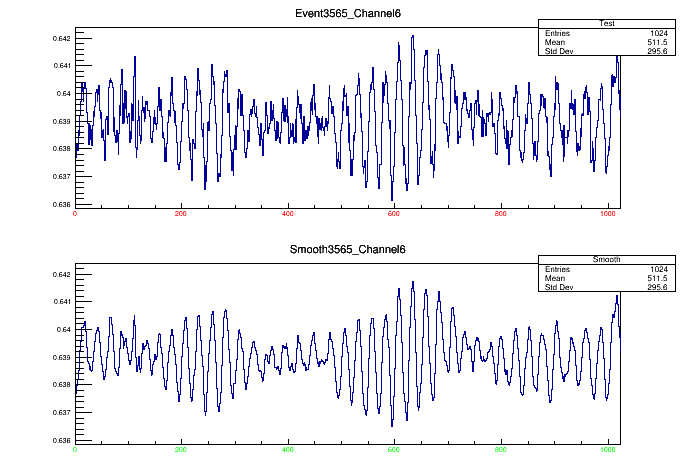 Event3565_Channel6
Test
Entries 1024
Mean 511.5
Std Dev 295.6
0.642
0.641
0.64
0.639
0.638
0.637
0.636
0 200 400 600 800 1000
Smooth3565_Channel6
Smooth
Entries 1024
Mean 511.5
Std Dev 295.6
0.642
0.641
0.64
0.639
0.638
0.637
0.636
0 200 400 600 800 1000